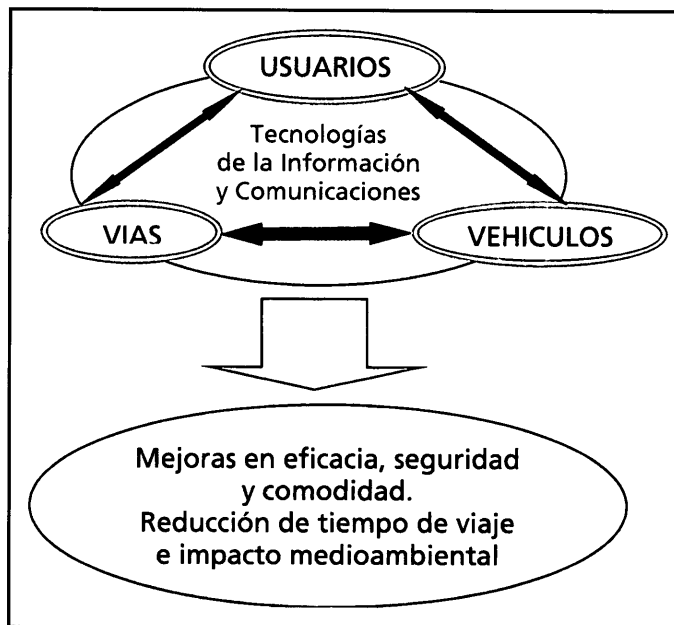 USUARIOS
Tecnologías
de la Información
y Comunicaciones
VIAS
VEHICULOS
Mejoras en eficacia, seguridad
y comodidad.
Reducción de tiempo de viaje
e impacto medioambiental